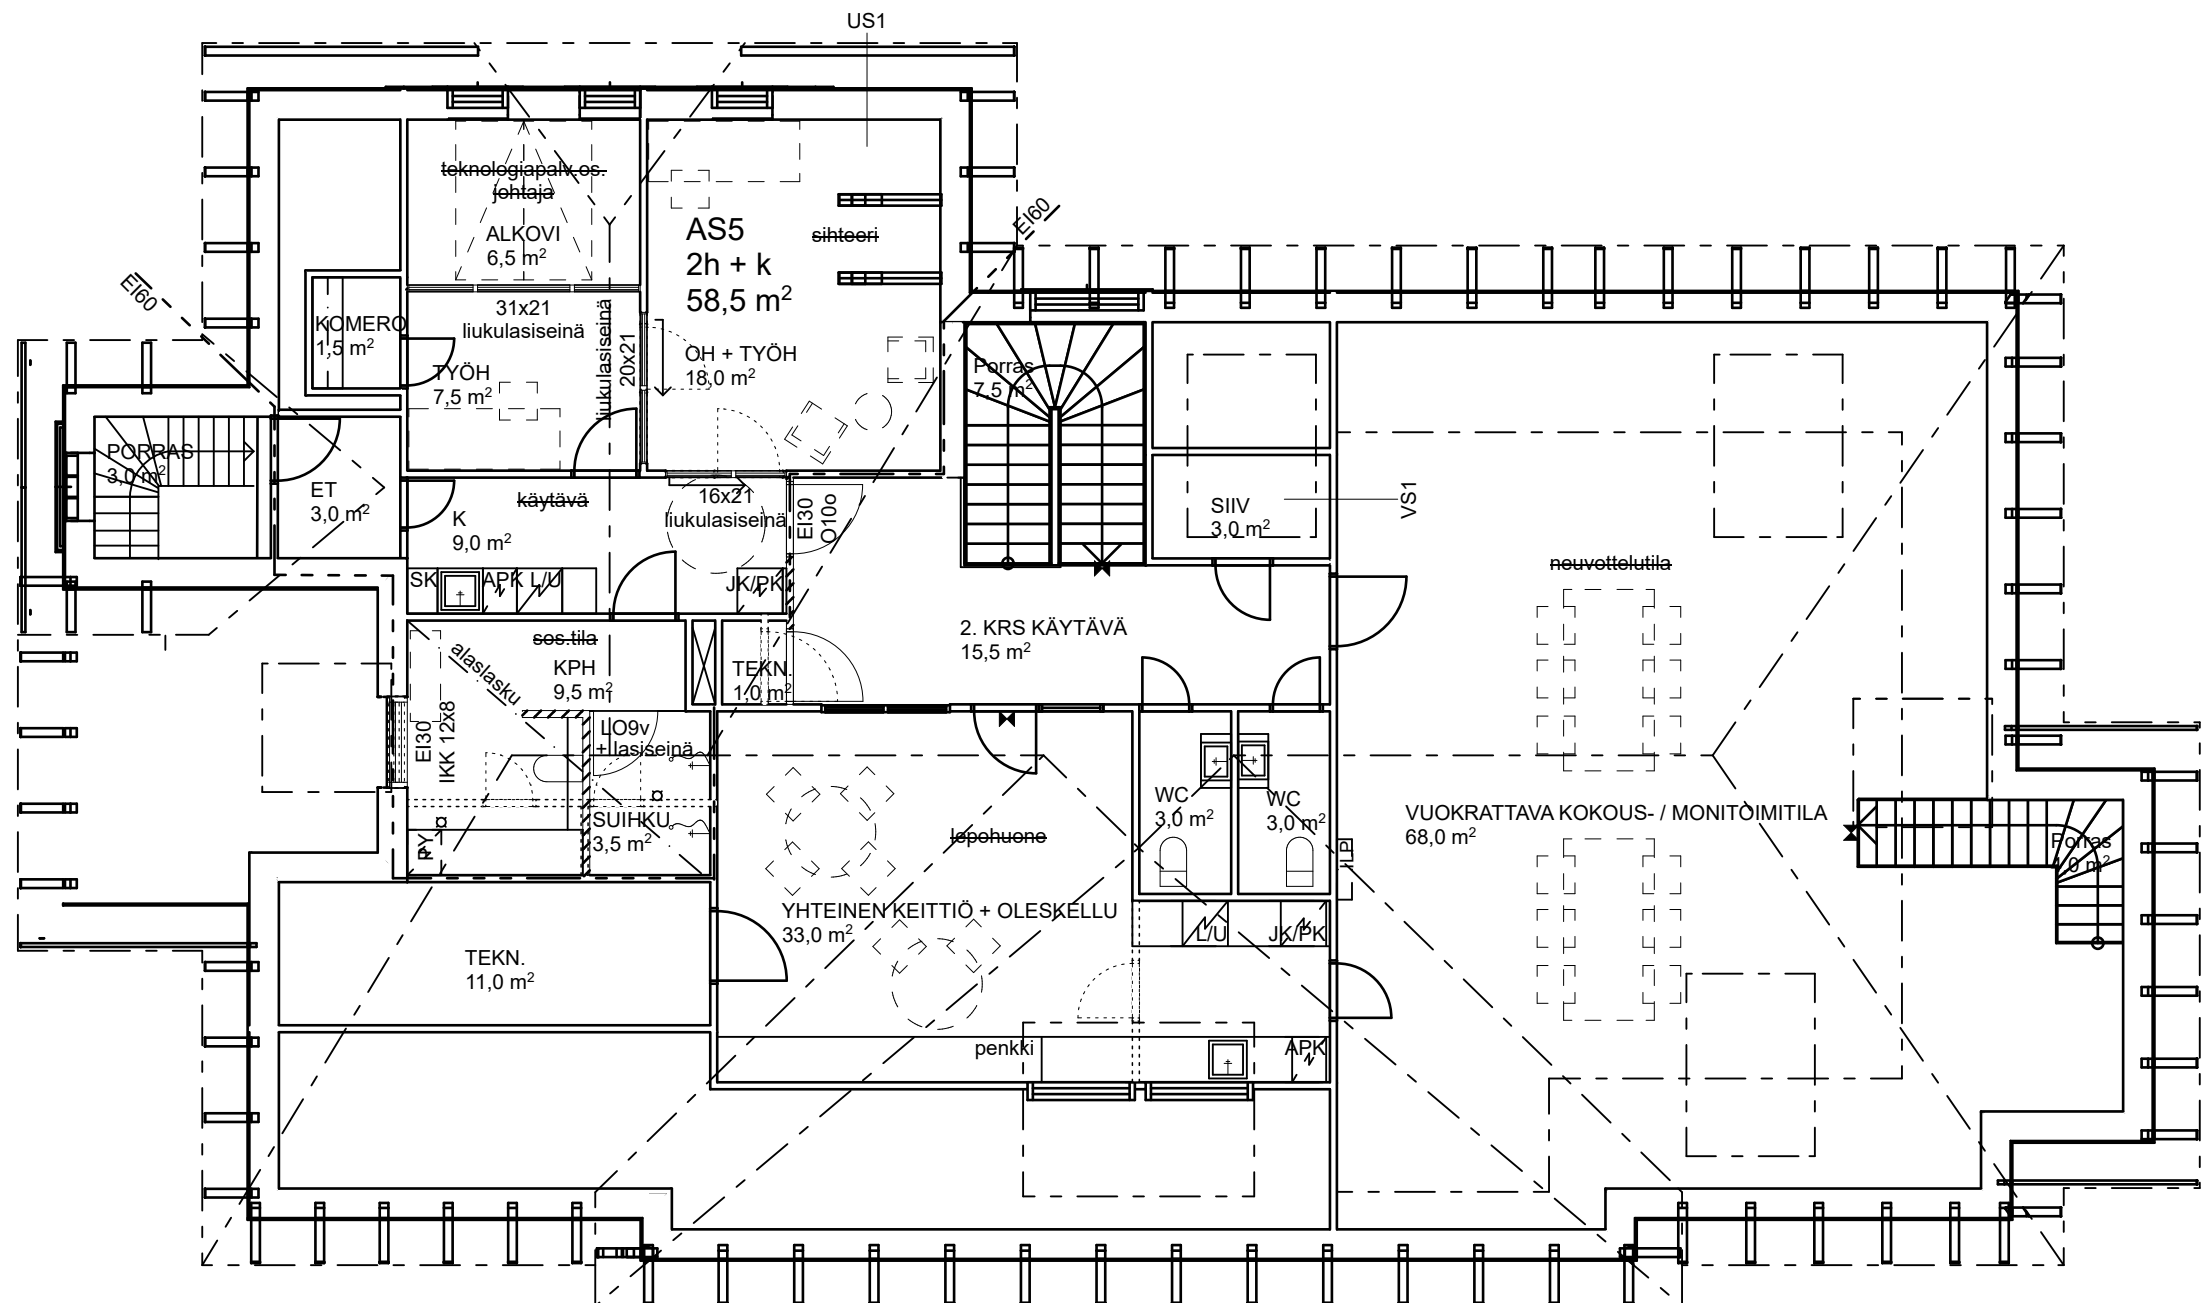 US1
teknologiapalv.os.
johtaja
ALKOVI
6,5 m²
AS5
2h + k
58,5 m²
sihteeri
EI60
EI60
KOMERO
1,5 m²
31x21
liukulasiseinä
liukulasiseinä
20x21
TYÖH
7,5 m²
OH + TYÖH
18,0 m²
Porras
7,5 m²
PORRAS
3,0 m²
ET
3,0 m²
käytävä
K
9,0 m²
16x21
liukulasiseinä
EI30
O10o
SIIV
3,0 m²
VS1
neuvottelutila
SK
APK
L/U
JK/PK
sos.tila
KPH
9,5 m²
alaslasku
TEKN.
1,0 m²
2. KRS KÄYTÄVÄ
15,5 m²
EI30
IKK 12x8
LO9v
+ lasiseinä
SUIHKU
3,5 m²
PY
WC
3,0 m²
WC
3,0 m²
lepohuone
ILP
VUOKRATTAVA KOKOUS- / MONITOIMITILA
68,0 m²
Porras
4,0 m²
YHTEINEN KEITTIÖ + OLESKELLU
33,0 m²
L/U
JK/PK
TEKN.
11,0 m²
penkki
APK